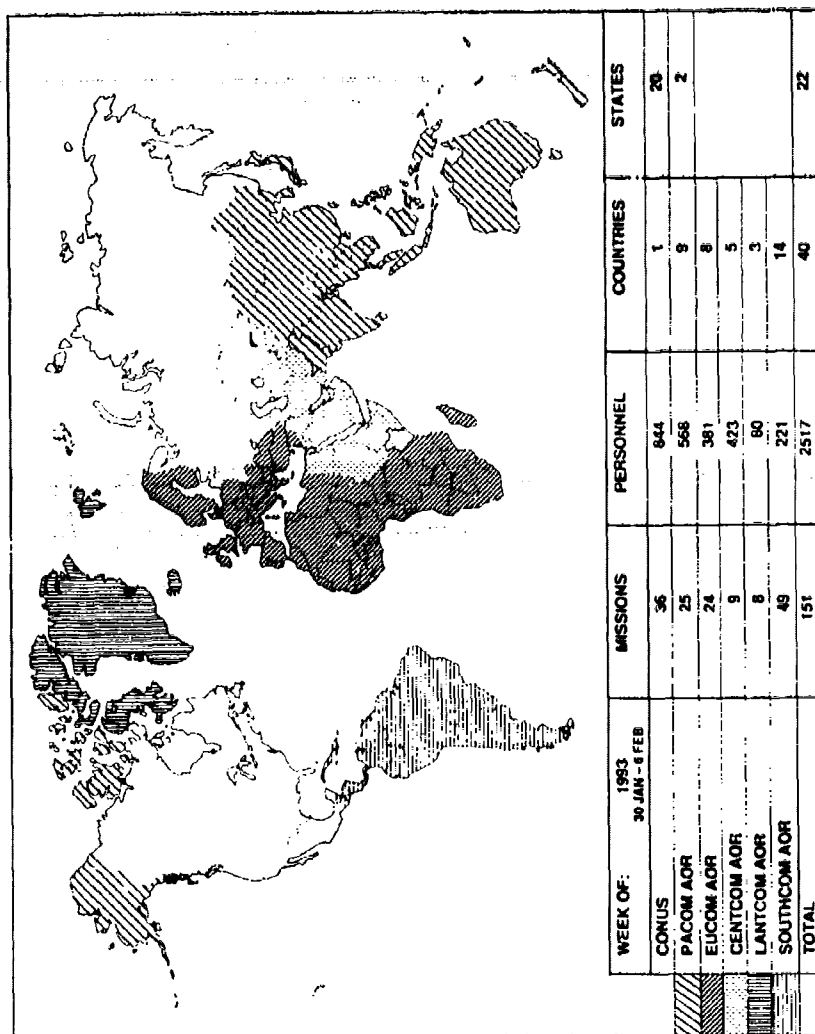 WEEK OF: 1993 MISSIONS PERSONNEL COUNTRIES STATES
30 JAN - 6 FEB
CONUS 36 844 1 20
PACOM AOR 25 568 9 2
EUCOM AOR 24 381 8
CENTCOM AOR 9 423 5
LANTCOM AOR 8 80 3
SOUTHCOM AOR 49 221 14
TOTAL 151 2517 40 22